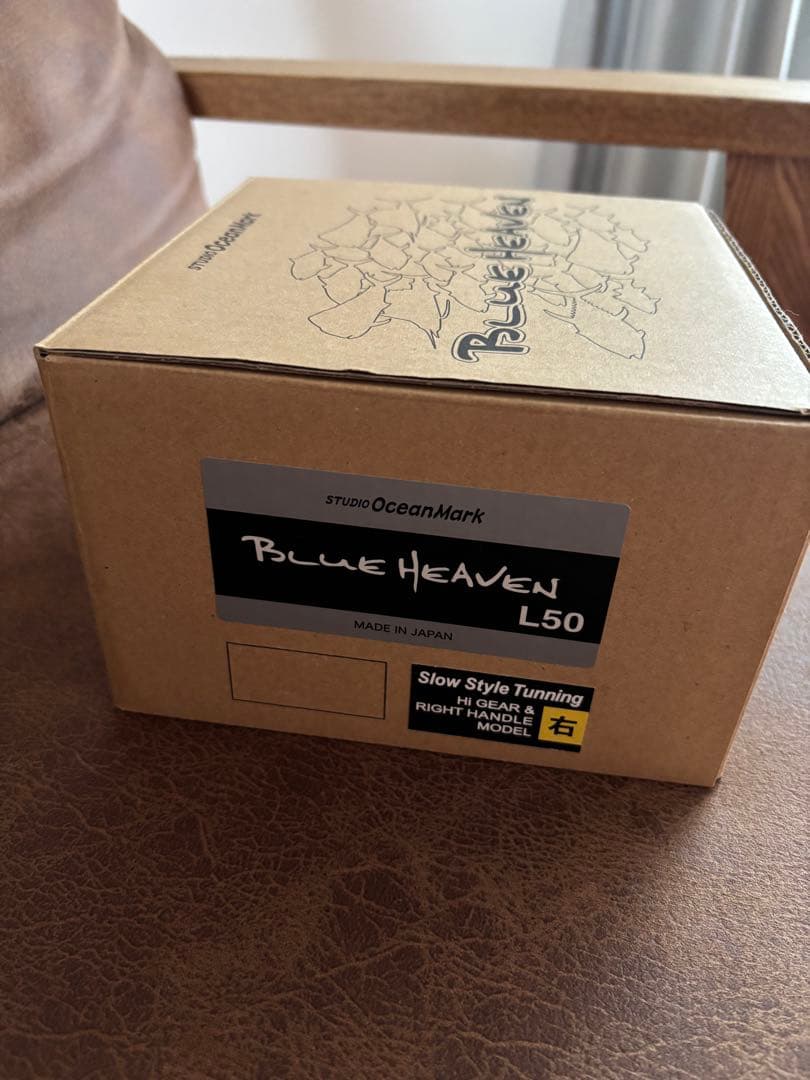 STUDIO OceanMark
BLUE HEAVEN
STUDIO OceanMark
BLUE HEAVEN
L50
MADE IN JAPAN
Slow Style Tunning
Hi GEAR &
RIGHT HANDLE
MODEL
右